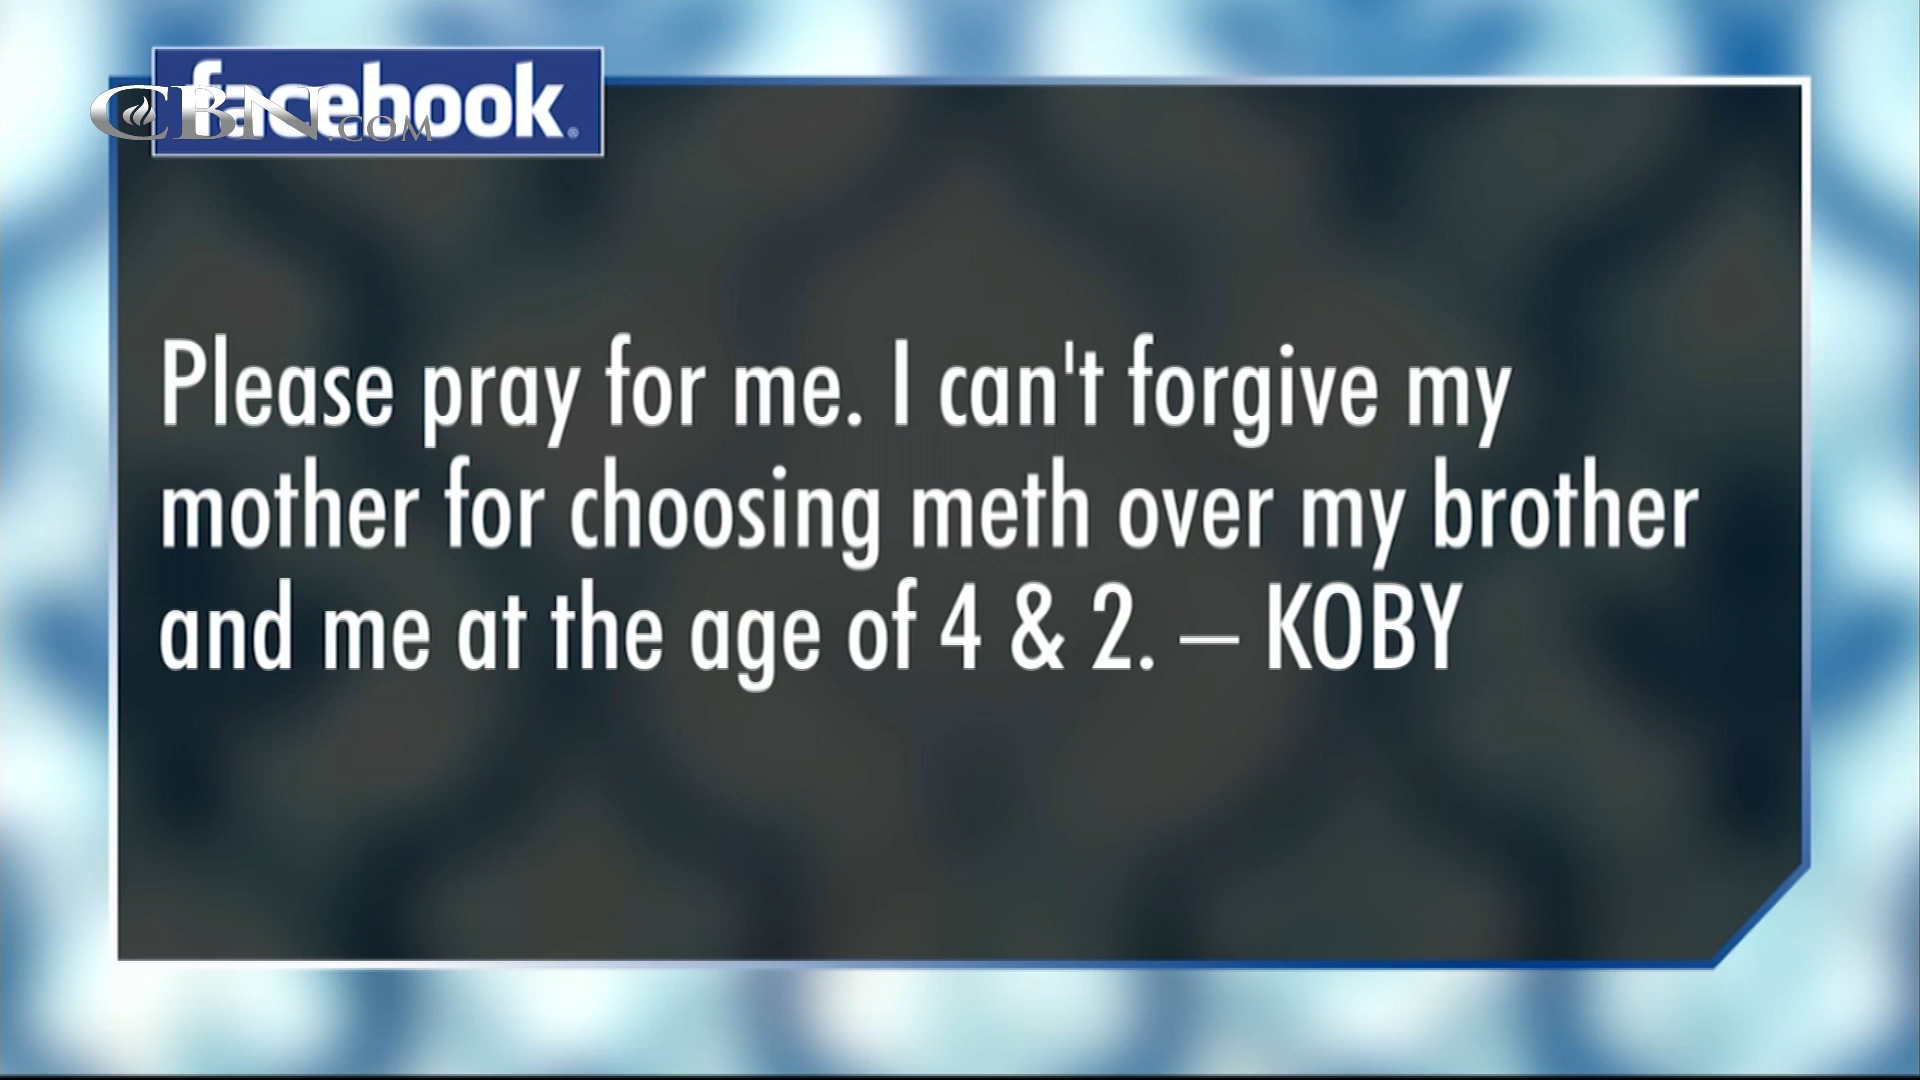 facebook®
CBN.COM
Please pray for me. I can't forgive my
mother for choosing meth over my brother
and me at the age of 4 & 2. – KOBY